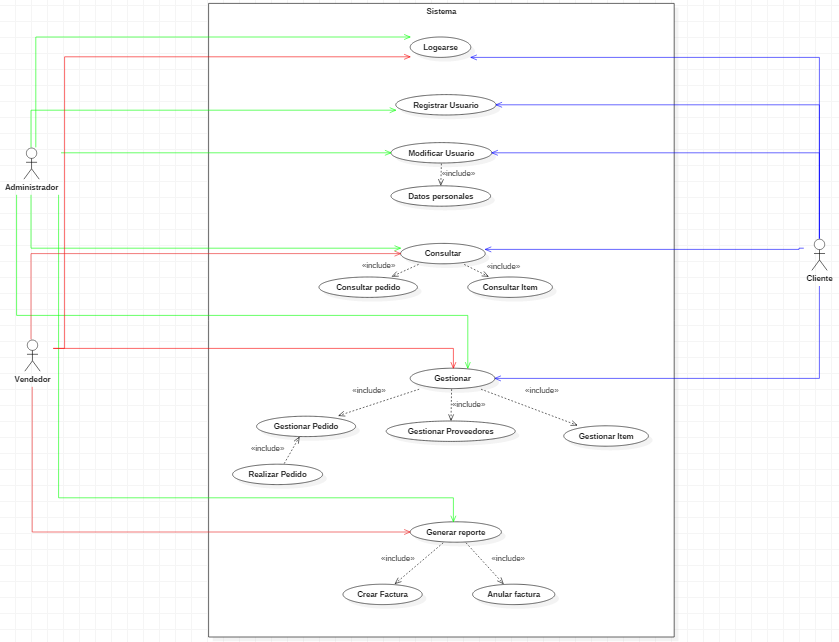 Sistema
Logearse
Registrar Usuario
Modificar Usuario
«include»
Administrador
Datos personales
Consultar
«include»
«include»
Cliente
Consultar pedido
Consultar Item
Vendedor
Gestionar
«include»
«include»
«include»
Gestionar Pedido
Gestionar Proveedores
Gestionar Item
«include»
Realizar Pedido
Generar reporte
«include»
«include»
Crear Factura
Anular factura